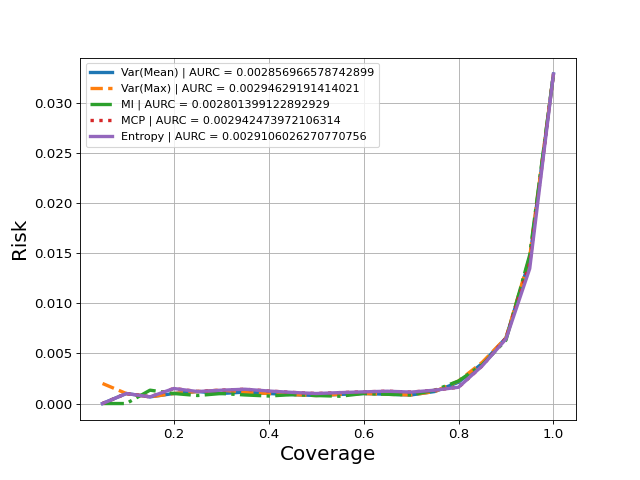 Var(Mean) | AURC = 0.002856966578742899
Var(Max) | AURC = 0.00294629191414021
MI | AURC = 0.002801399122892929
MCP | AURC = 0.002942473972106314
Entropy | AURC = 0.0029106026270770756
0.030
0.025
0.020
0.015
0.010
0.005
0.000
Risk
0.2 0.4 0.6 0.8 1.0
Coverage